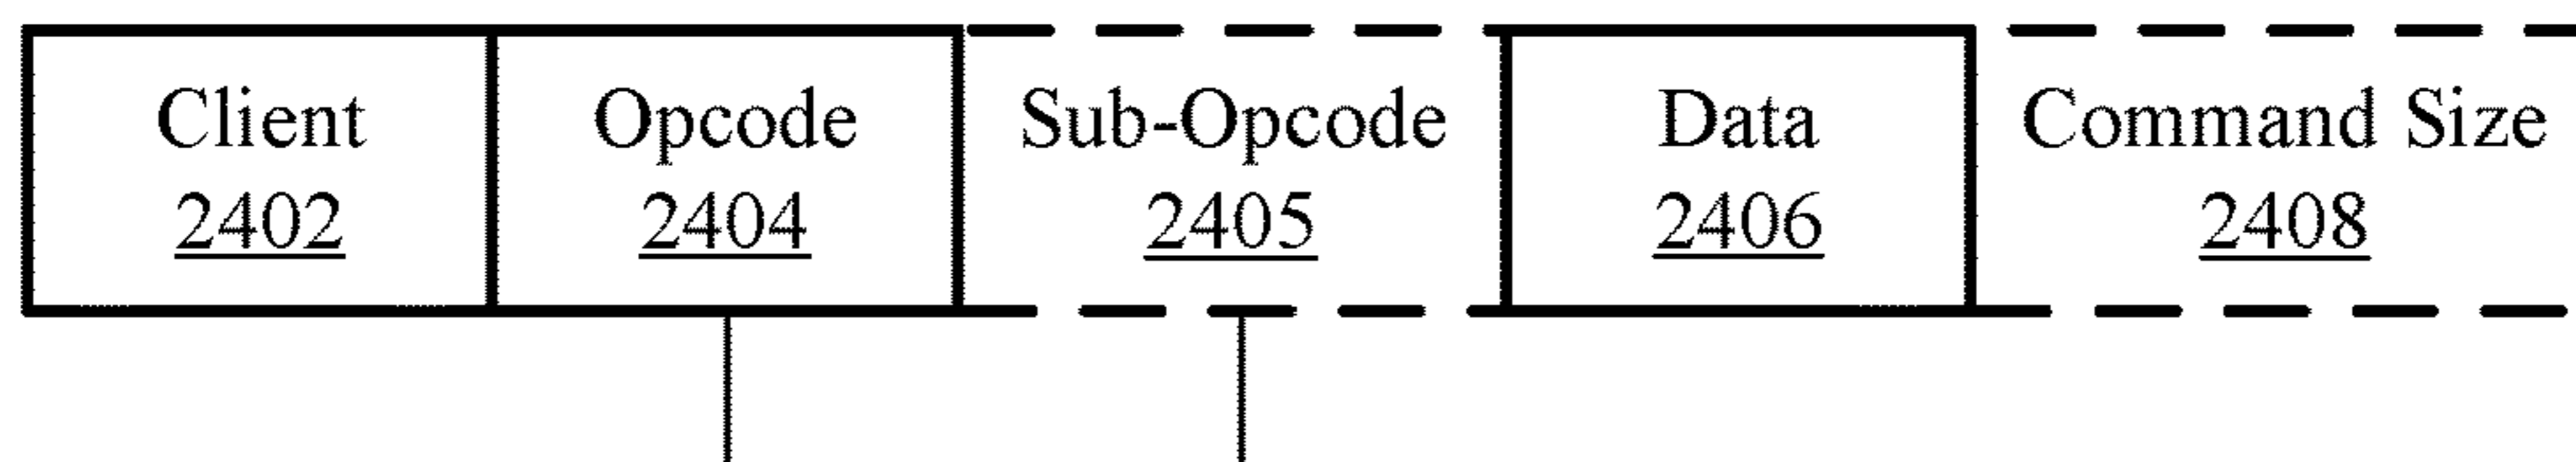 Client Opcode Sub-Opcode Data Command Size
2402 2404 2405 2406 2408